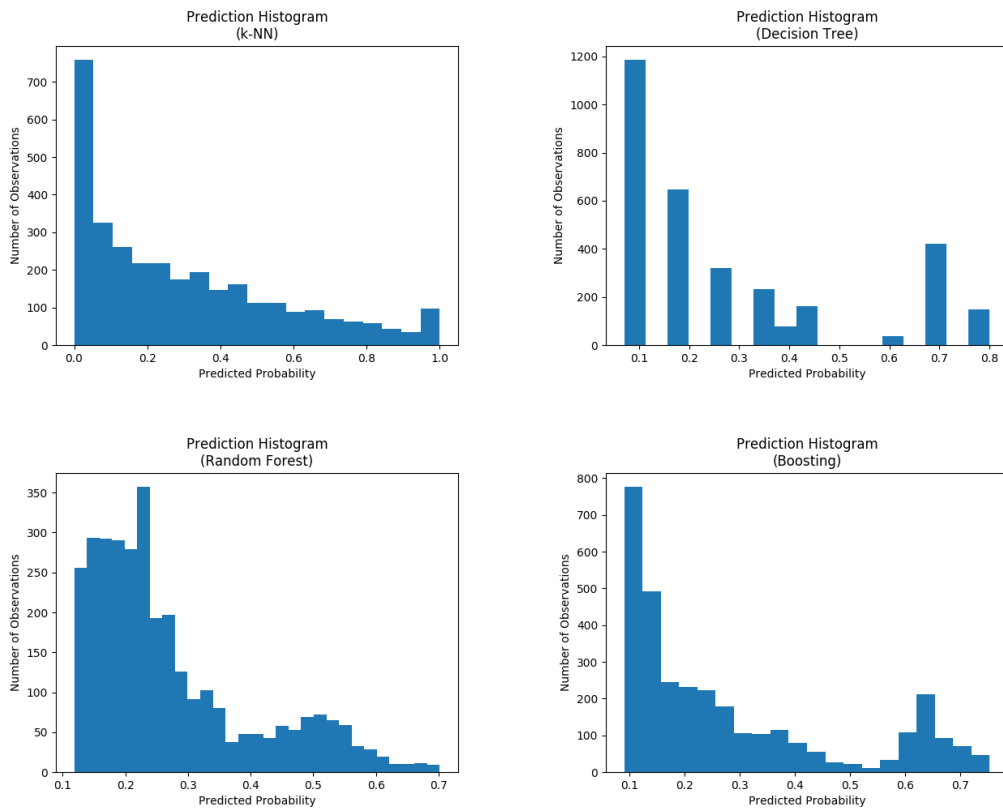 Prediction Histogram
(k-NN)
Number of Observations
700
600
500
400
300
200
100
0
0.0 0.2 0.4 0.6 0.8 1.0
Predicted Probability
Prediction Histogram
(Decision Tree)
Number of Observations
1200
1000
800
600
400
200
0
0.1 0.2 0.3 0.4 0.5 0.6 0.7 0.8
Predicted Probability
Prediction Histogram
(Random Forest)
Number of Observations
350
300
250
200
150
100
50
0
0.1 0.2 0.3 0.4 0.5 0.6 0.7
Predicted Probability
Prediction Histogram
(Boosting)
Number of Observations
800
700
600
500
400
300
200
100
0
0.1 0.2 0.3 0.4 0.5 0.6 0.7
Predicted Probability